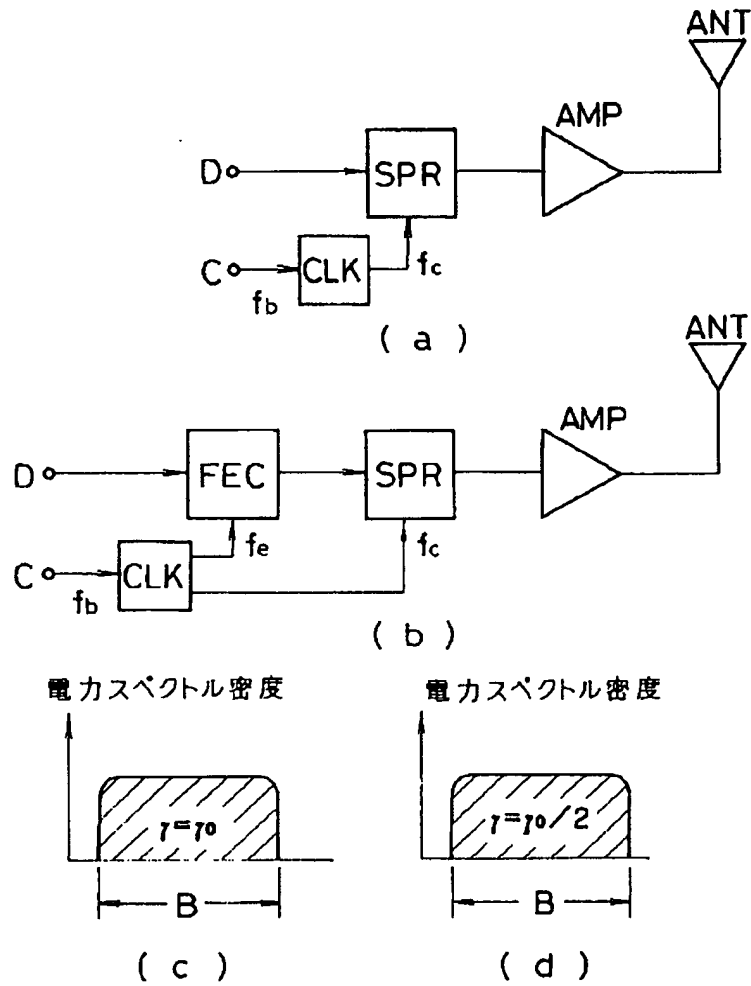 ANT
AMP
D
SPR
C
CLK
fb
fc
( a )
ANT
AMP
D
FEC
SPR
C
CLK
fb
fe
fc
( b )
電力スペクトル密度
電力スペクトル密度
γ=γ0
γ=γ0/2
B
B
( c )
( d )